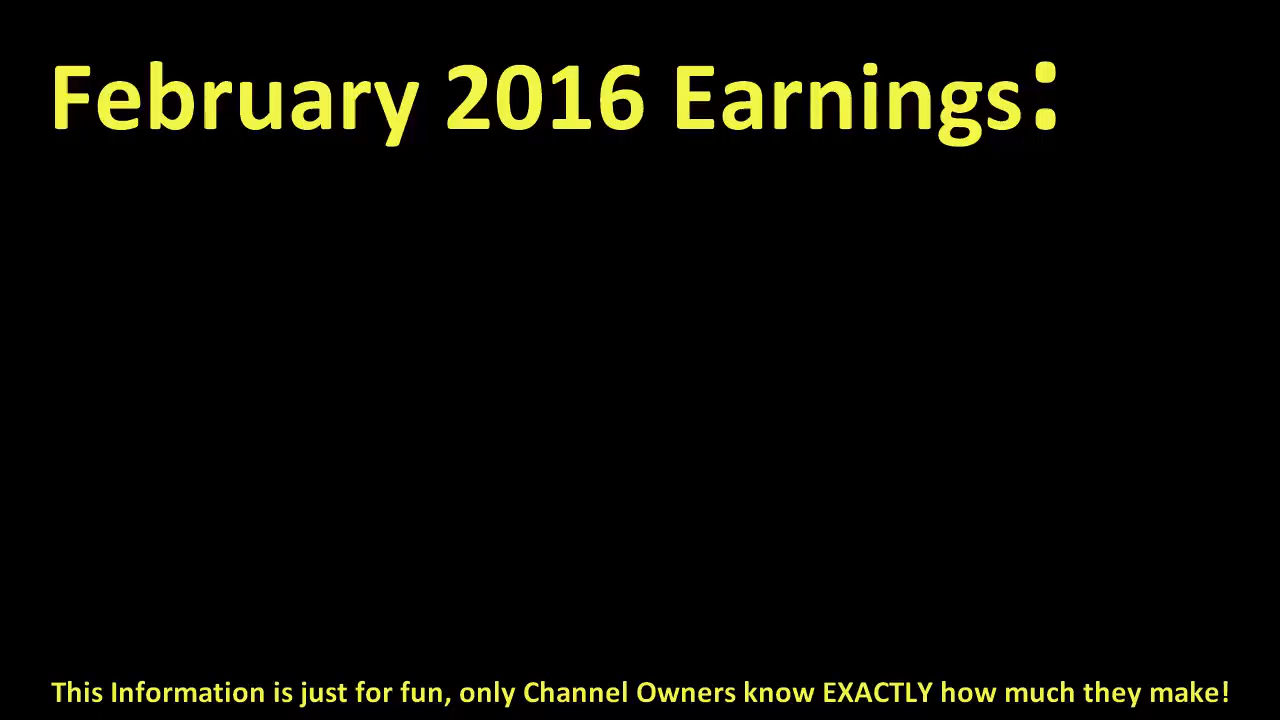 February 2016 Earnings:
This Information is just for fun, only Channel Owners know EXACTLY how much they make!